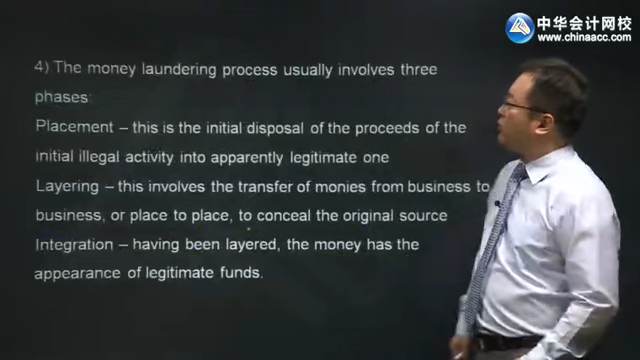 中华会计网校
www.chinaacc.com
4) The money laundering process usually involves three
phases:
Placement – this is the initial disposal of the proceeds of the
initial illegal activity into apparently legitimate one
Layering – this involves the transfer of monies from business to
business, or place to place, to conceal the original source
Integration – having been layered, the money has the
appearance of legitimate funds.